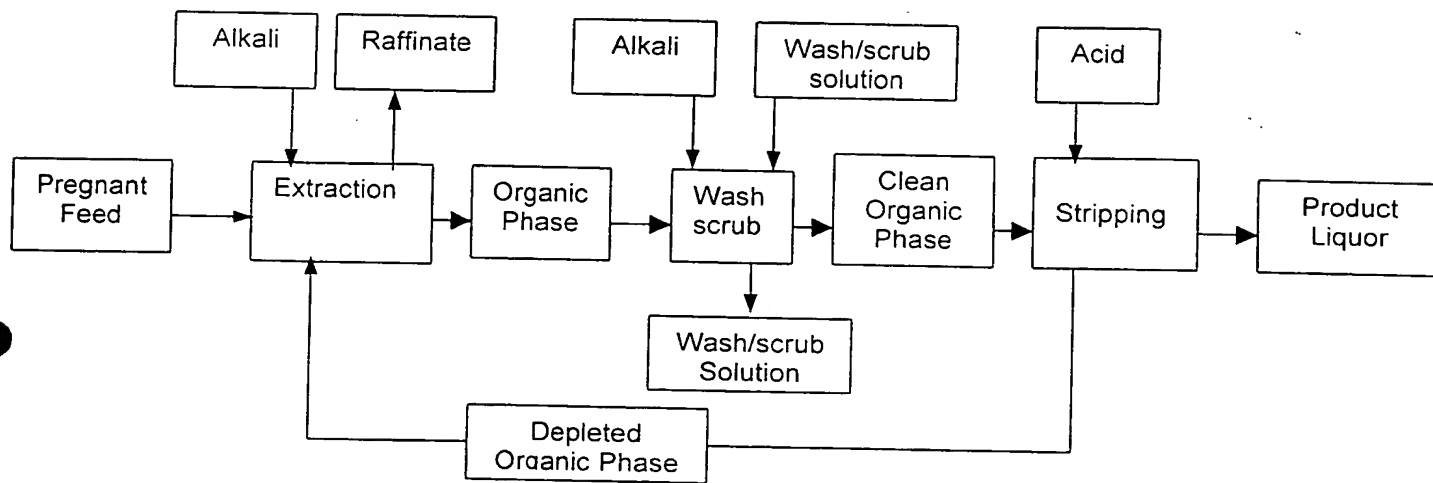 Alkali
Raffinate
Alkali
Wash/scrub
solution
Acid
Pregnant
Feed
Extraction
Organic
Phase
Wash
scrub
Clean
Organic
Phase
Stripping
Product
Liquor
Wash/scrub
Solution
Depleted
Organic Phase